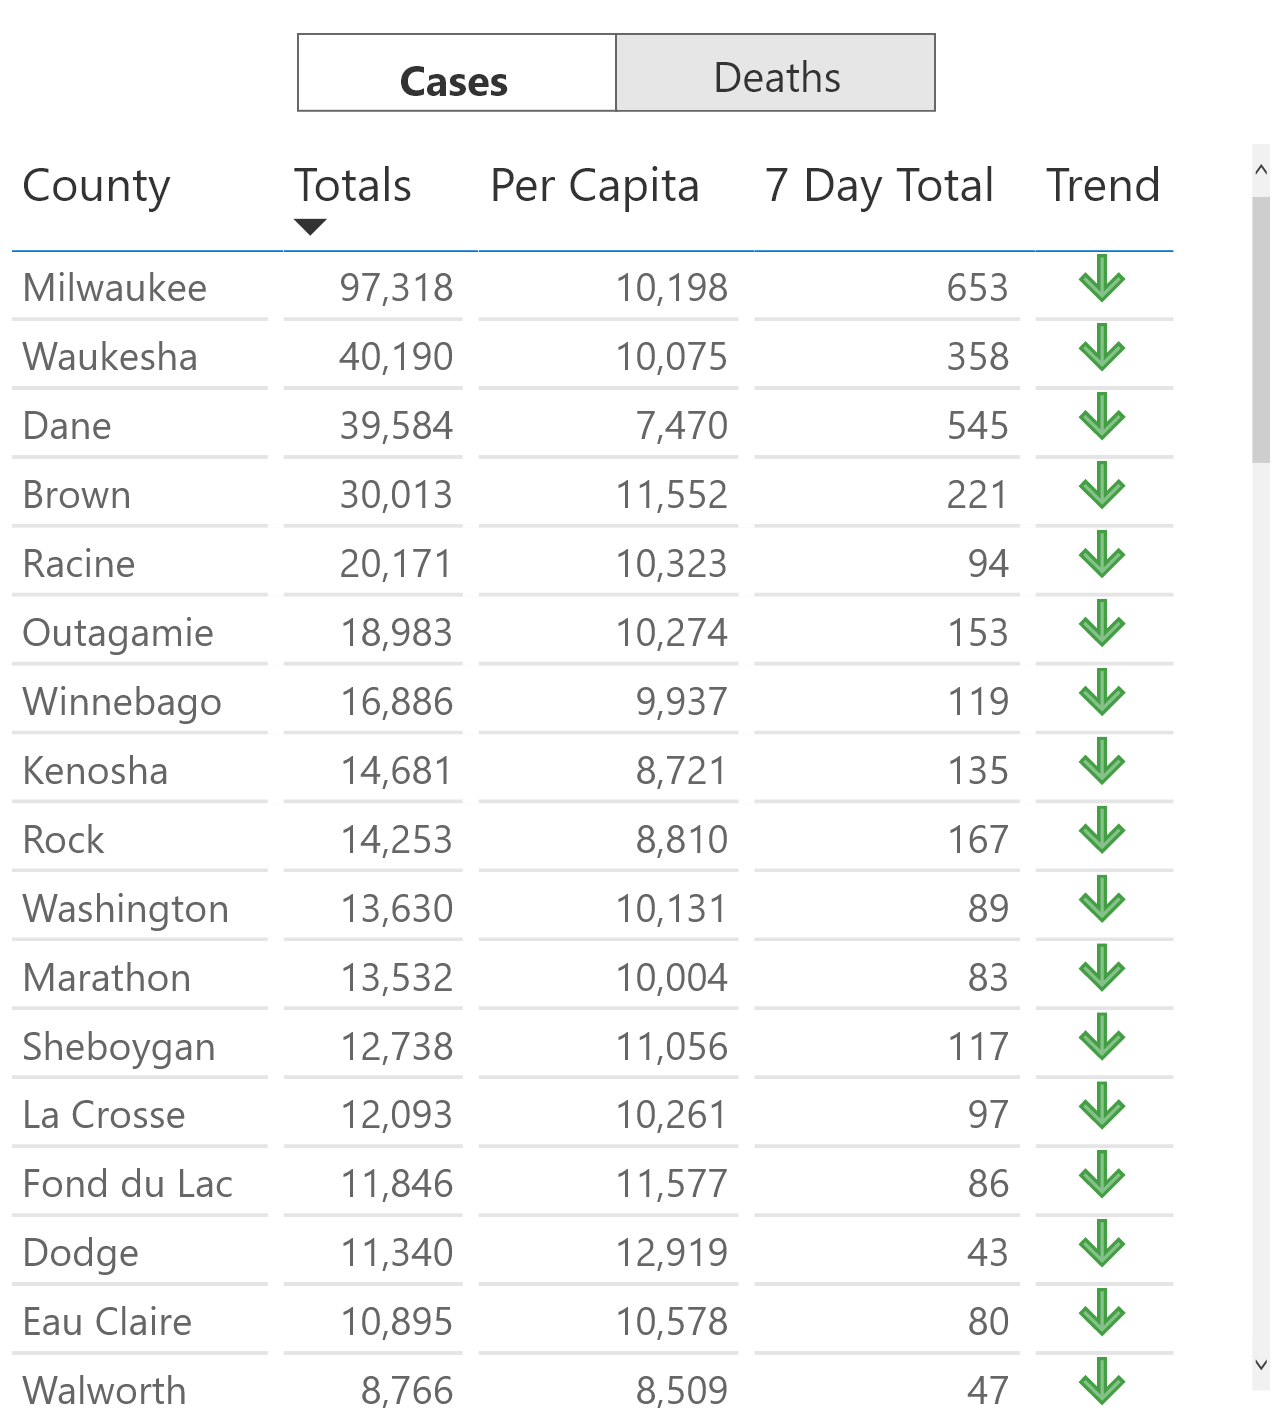 Cases Deaths
County Totals Per Capita 7 Day Total Trend
Milwaukee 97,318 10,198 653
Waukesha 40,190 10,075 358
Dane 39,584 7,470 545
Brown 30,013 11,552 221
Racine 20,171 10,323 94
Outagamie 18,983 10,274 153
Winnebago 16,886 9,937 119
Kenosha 14,681 8,721 135
Rock 14,253 8,810 167
Washington 13,630 10,131 89
Marathon 13,532 10,004 83
Sheboygan 12,738 11,056 117
La Crosse 12,093 10,261 97
Fond du Lac 11,846 11,577 86
Dodge 11,340 12,919 43
Eau Claire 10,895 10,578 80
Walworth 8,766 8,509 47